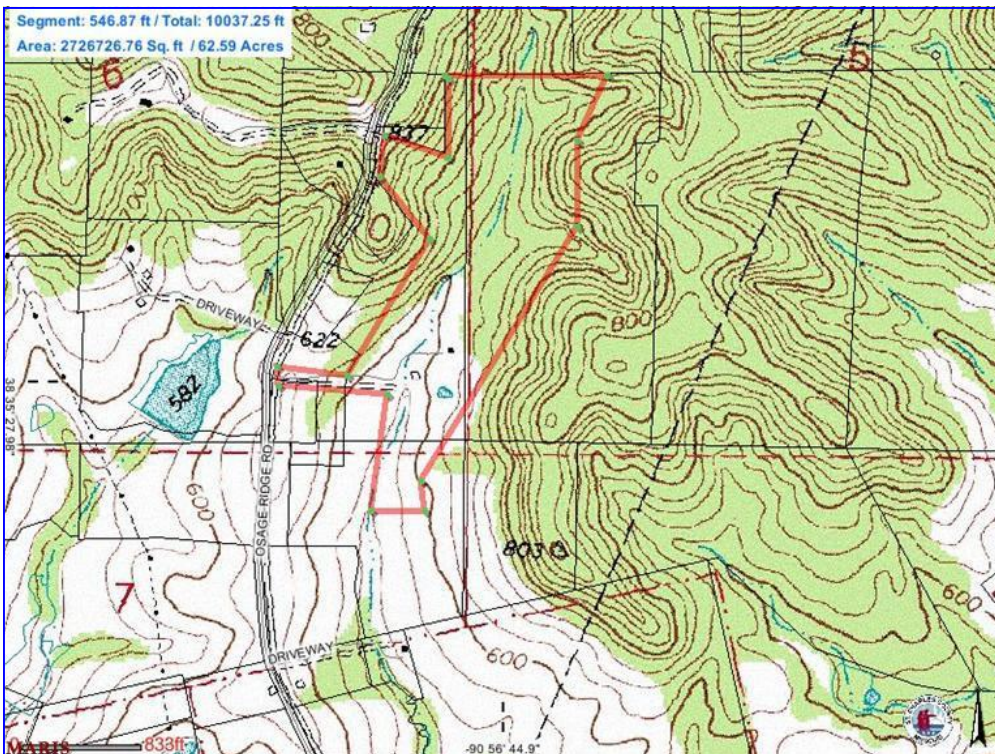 Segment: 546.87 ft / Total: 10037.25 ft
Area: 2726726.76 Sq. ft / 62.59 Acres
800
6
5
837
DRIVEWAY
622
800
582
38 35' 27.98"
OSAGE RIDGE RD
600
803
7
600
DRIVEWAY
600
MARIS
833ft
-90 56' 44.9"